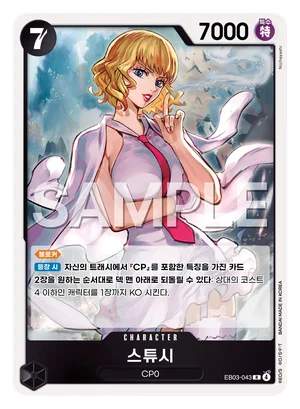 7
7000
특수
特
SAMPLE
블로커
등장 시 자신의 트래시에서 『CP』를 포함한 특징을 가진 카드
2장을 원하는 순서대로 덱 맨 아래로 되돌릴 수 있다: 상대의 코스트
4 이하인 캐릭터를 1장까지 KO 시킨다.
CHARACTER
스튜시
CP0
EB03-043 R
BANDAI MADE IN KOREA